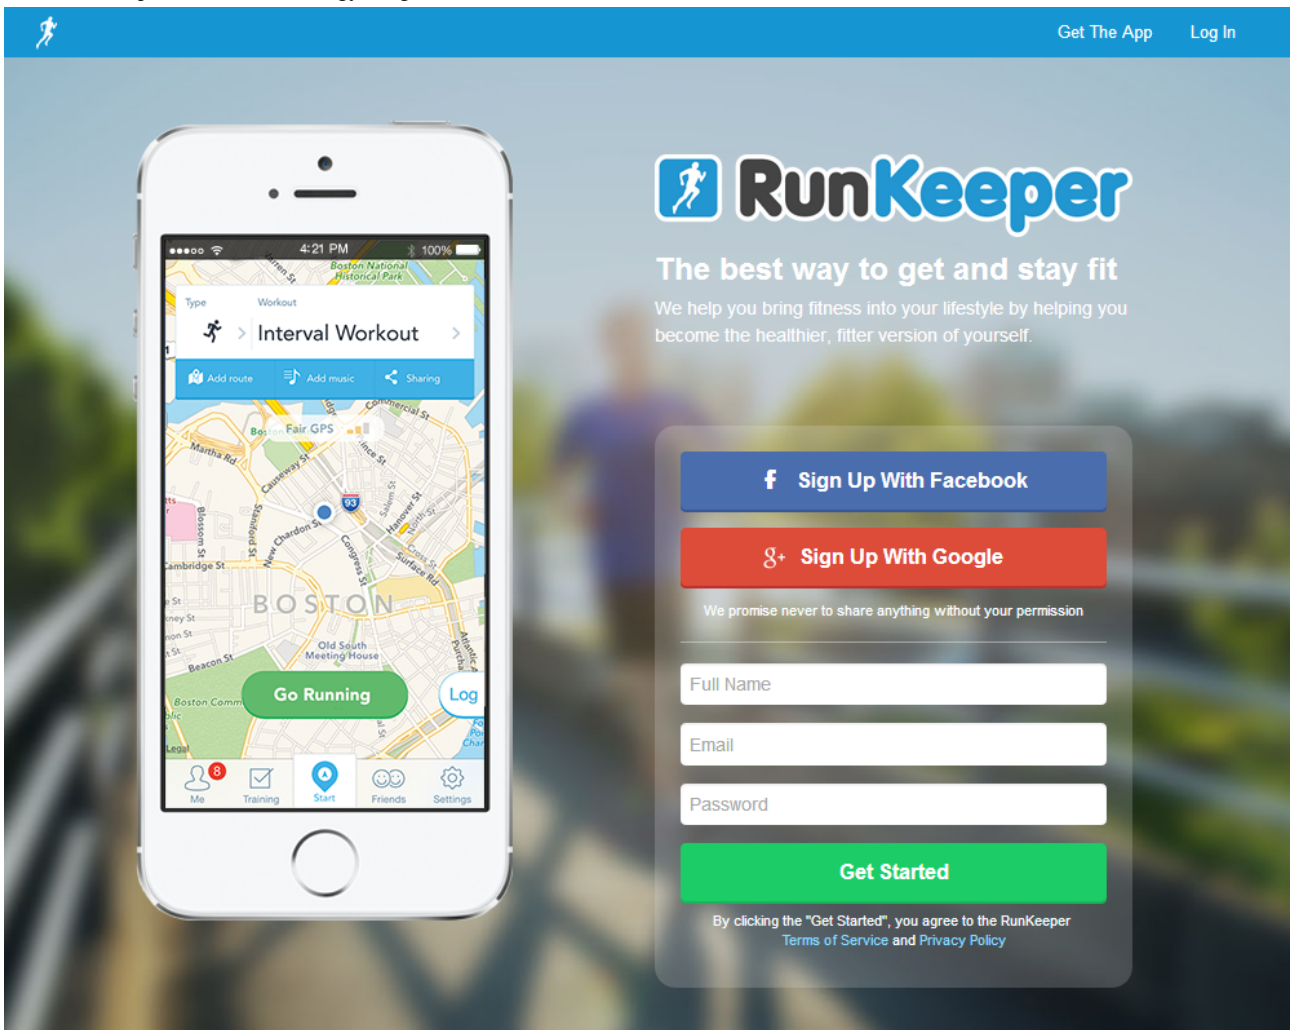 Get The App Log In
RunKeeper
The best way to get and stay fit
We help you bring fitness into your lifestyle by helping you
become the healthier, fitter version of yourself.
f Sign Up With Facebook
g+ Sign Up With Google
We promise never to share anything without your permission
Full Name
Email
Password
Get Started
By clicking the "Get Started", you agree to the RunKeeper
Terms of Service and Privacy Policy
4:21 PM 100%
Boston National
Historical Park
Type Workout
Interval Workout
Add route Add music Sharing
Commercial St
Fair GPS
Martha Rd
Causeway St
Prince St
93
Salem St
Hanover St
North St
Blossom St
Staniford St
New Chardon St
Congress St
Cross St
Surface Rd
Cambridge St
BOSTON
Old South
Meeting House
Beacon St
Atlantic A
Purcha
Go Running
Log
Boston Comm
Legal
8
Me Training Start Friends Settings